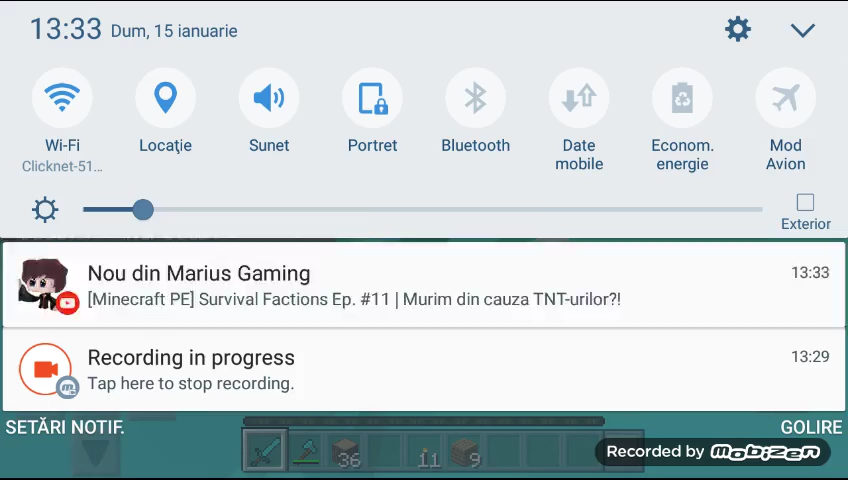 13:33 Dum, 15 ianuarie
Wi-Fi
Clicknet-51...
Locaţie
Sunet
Portret
Bluetooth
Date
mobile
Econom.
energie
Mod
Avion
Exterior
Nou din Marius Gaming 13:33
[Minecraft PE] Survival Factions Ep. #11 | Murim din cauza TNT-urilor?!
Recording in progress 13:29
Tap here to stop recording.
SETĂRI NOTIF. GOLIRE
36 11 9
Recorded by mobizen